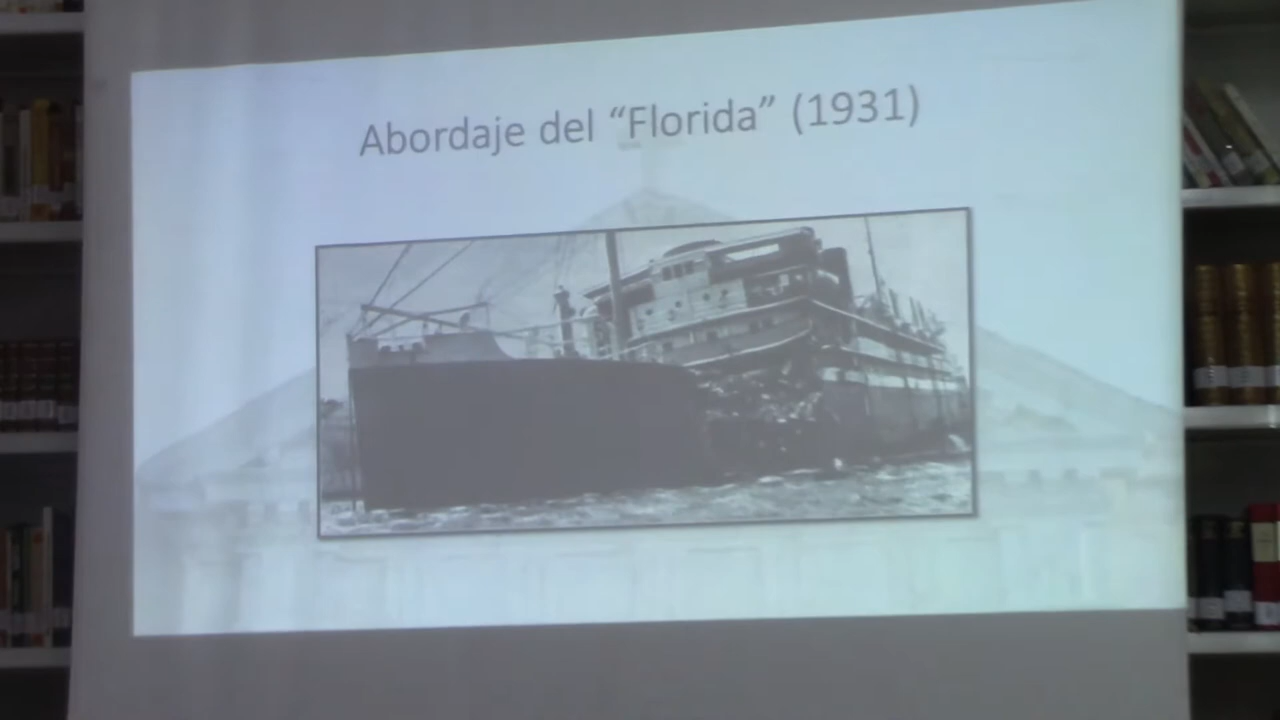 Abordaje del “Florida” (1931)